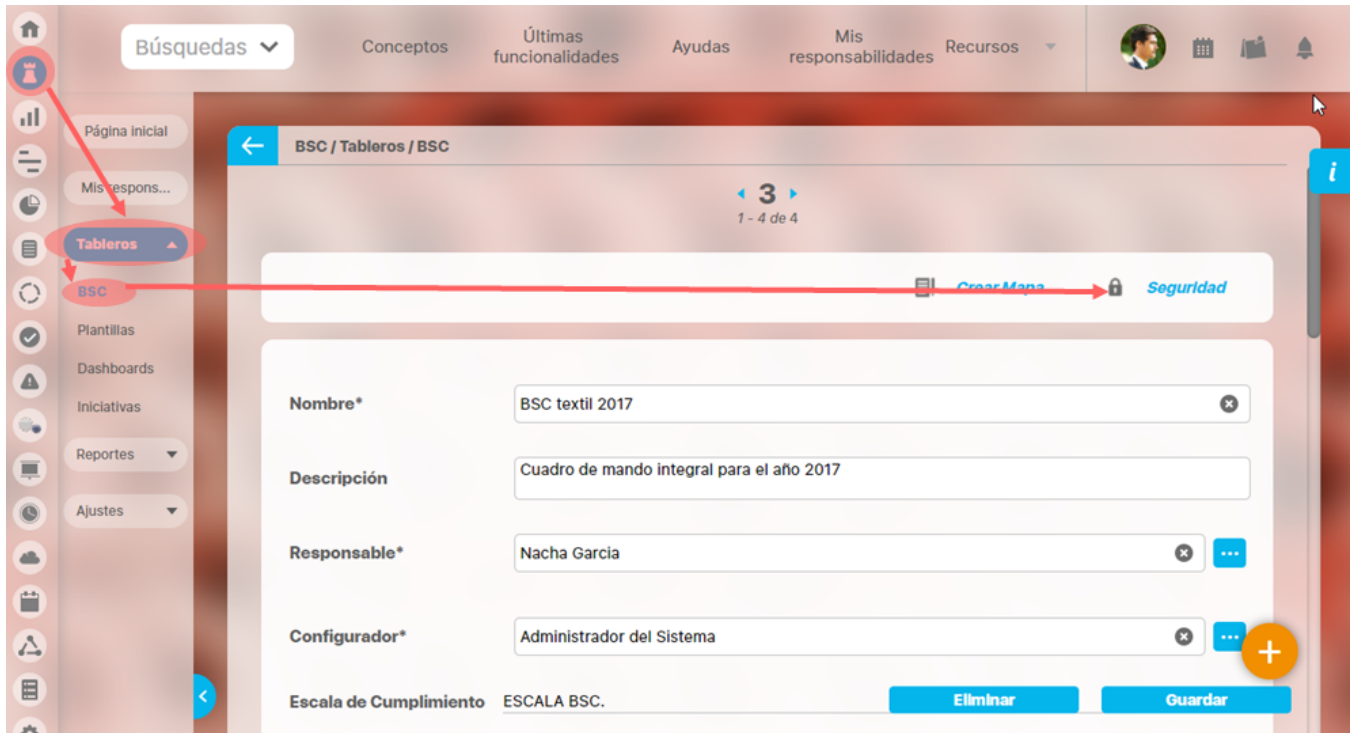 Búsquedas
Conceptos
Últimas
funcionalidades
Ayudas
Mis
responsabilidades
Recursos
Página inicial
Mis respons...
Tableros
BSC
Plantillas
Dashboards
Iniciativas
Reportes
Ajustes
BSC / Tableros / BSC
3
1 - 4 de 4
Crear Mapa
Seguridad
Nombre*
BSC textil 2017
Descripción
Cuadro de mando integral para el año 2017
Responsable*
Nacha Garcia
Configurador*
Administrador del Sistema
Escala de Cumplimiento
ESCALA BSC.
Eliminar
Guardar
i